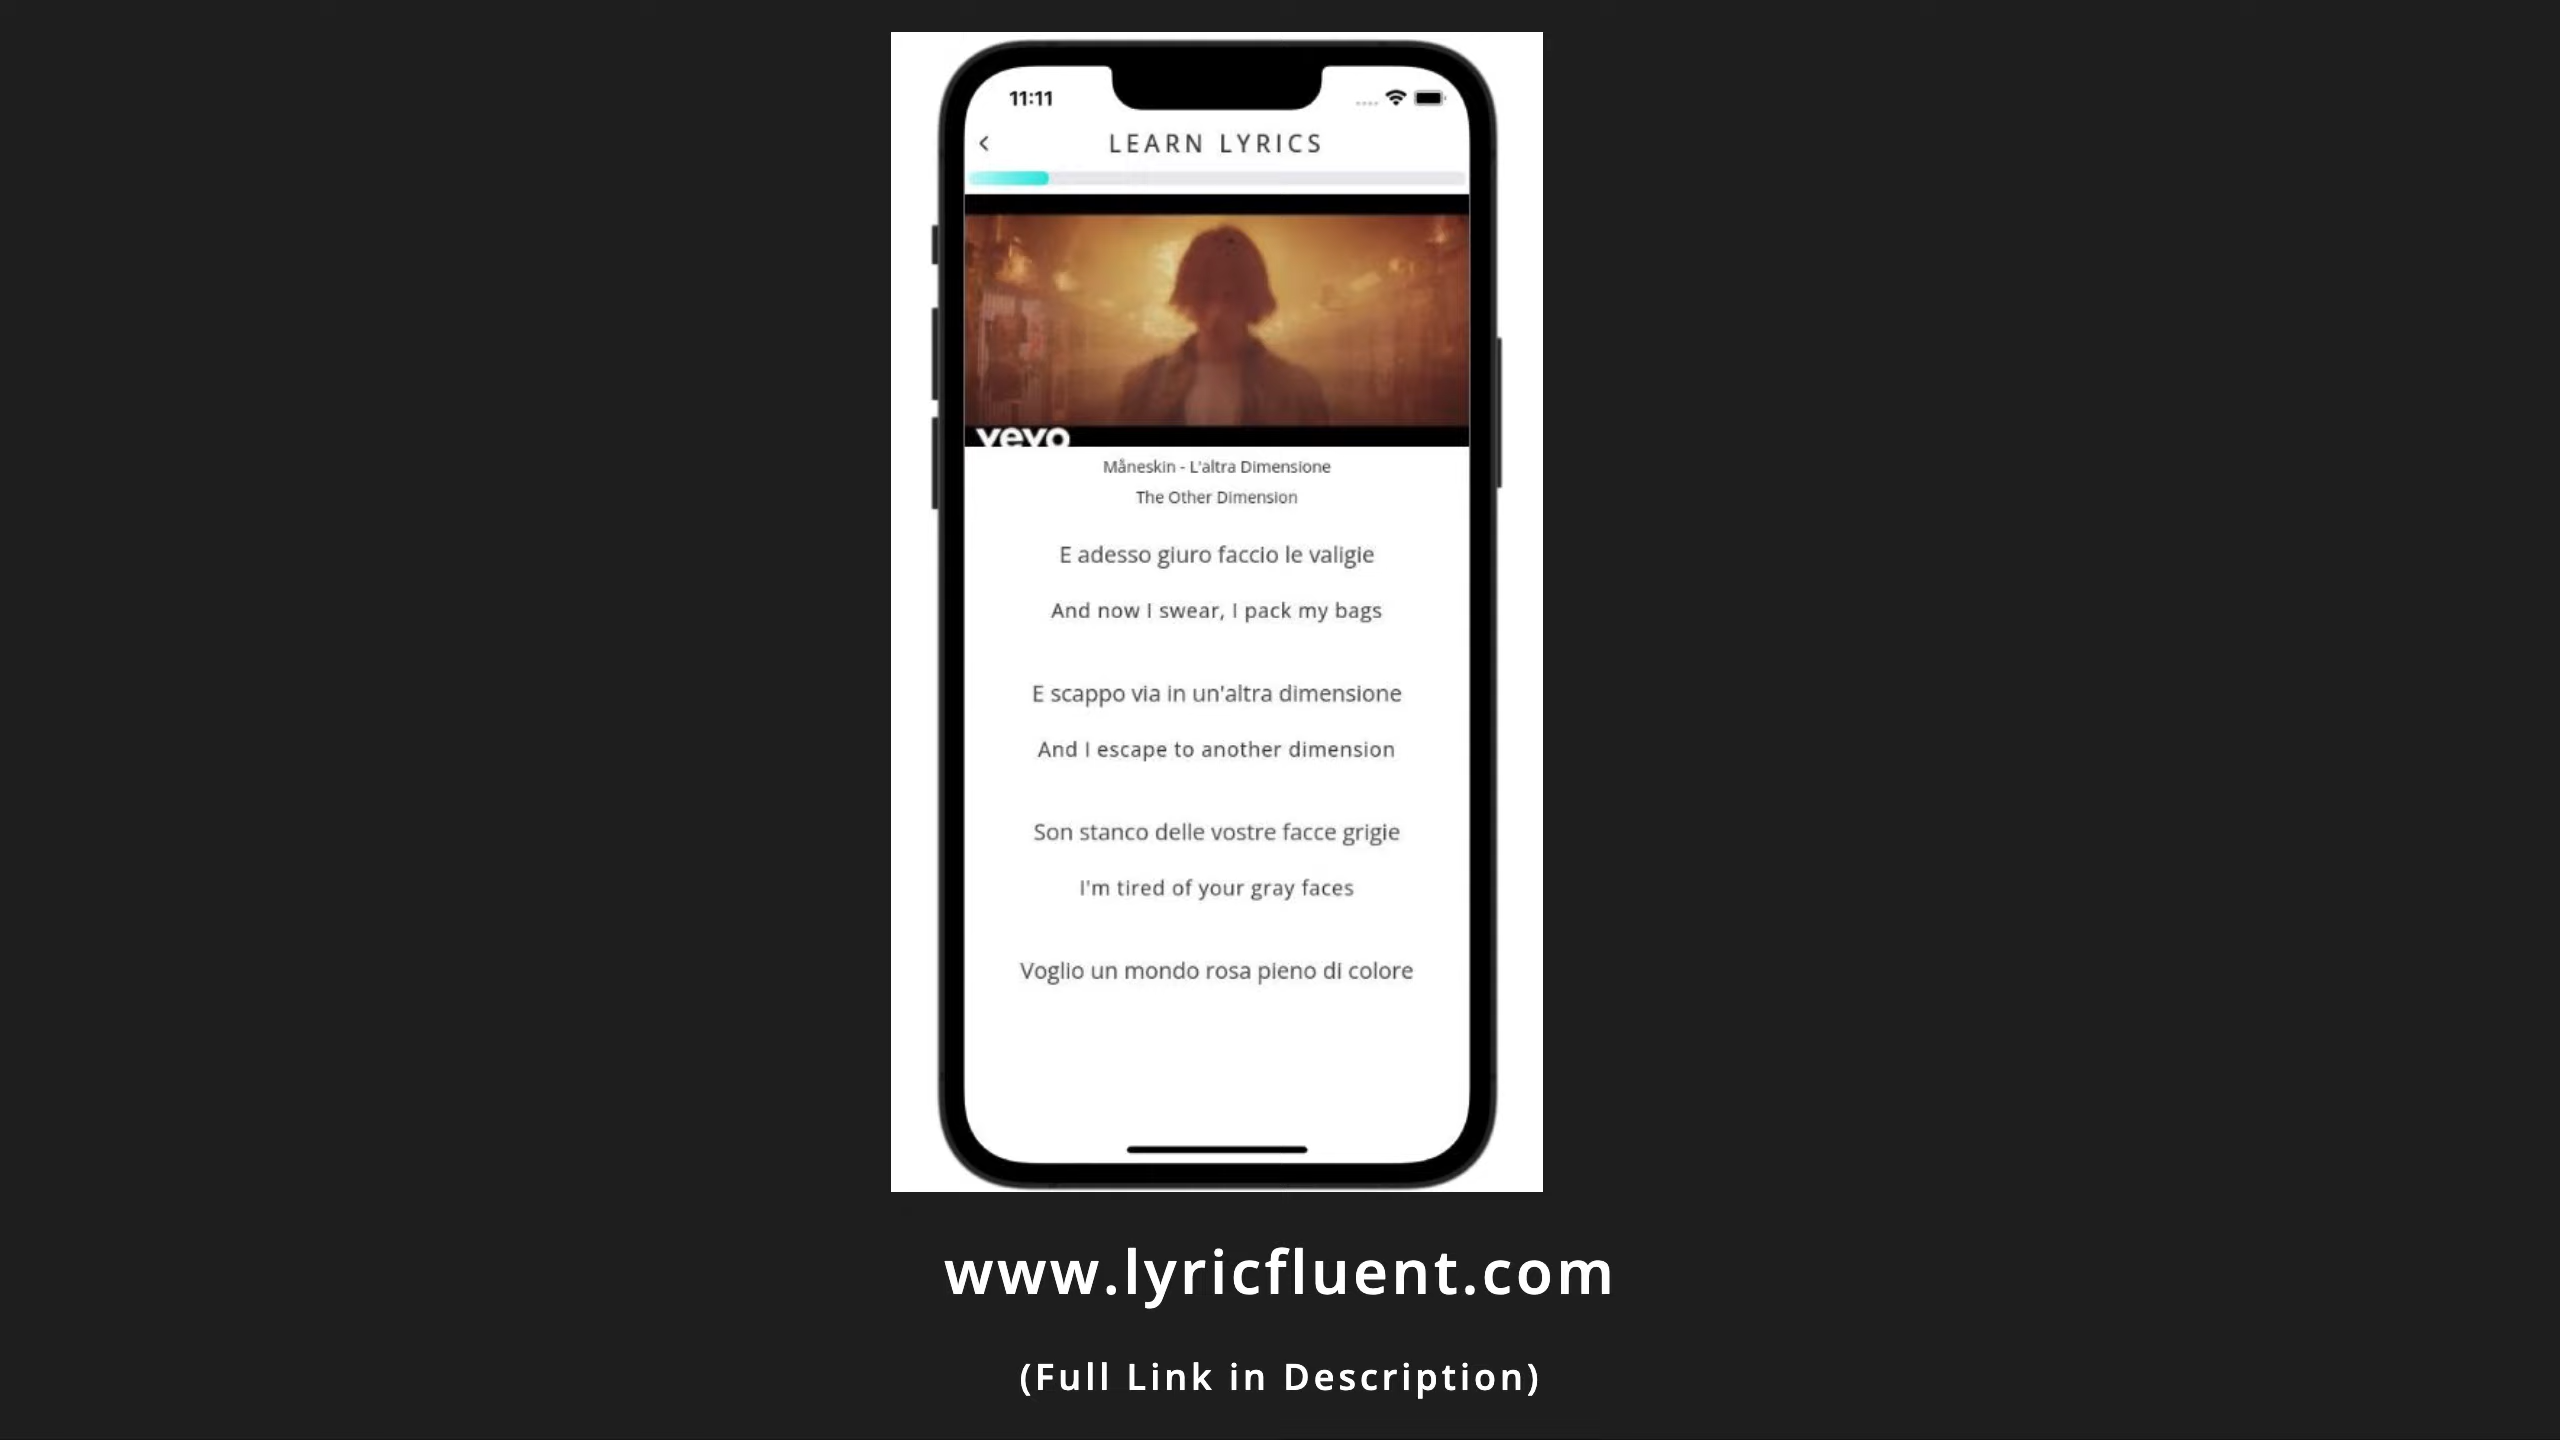 11:11
LEARN LYRICS
vevo
Måneskin - L'altra Dimensione
The Other Dimension
E adesso giuro faccio le valigie
And now I swear, I pack my bags
E scappo via in un'altra dimensione
And I escape to another dimension
Son stanco delle vostre facce grigie
I'm tired of your gray faces
Voglio un mondo rosa pieno di colore
www.lyricfluent.com
(Full Link in Description)